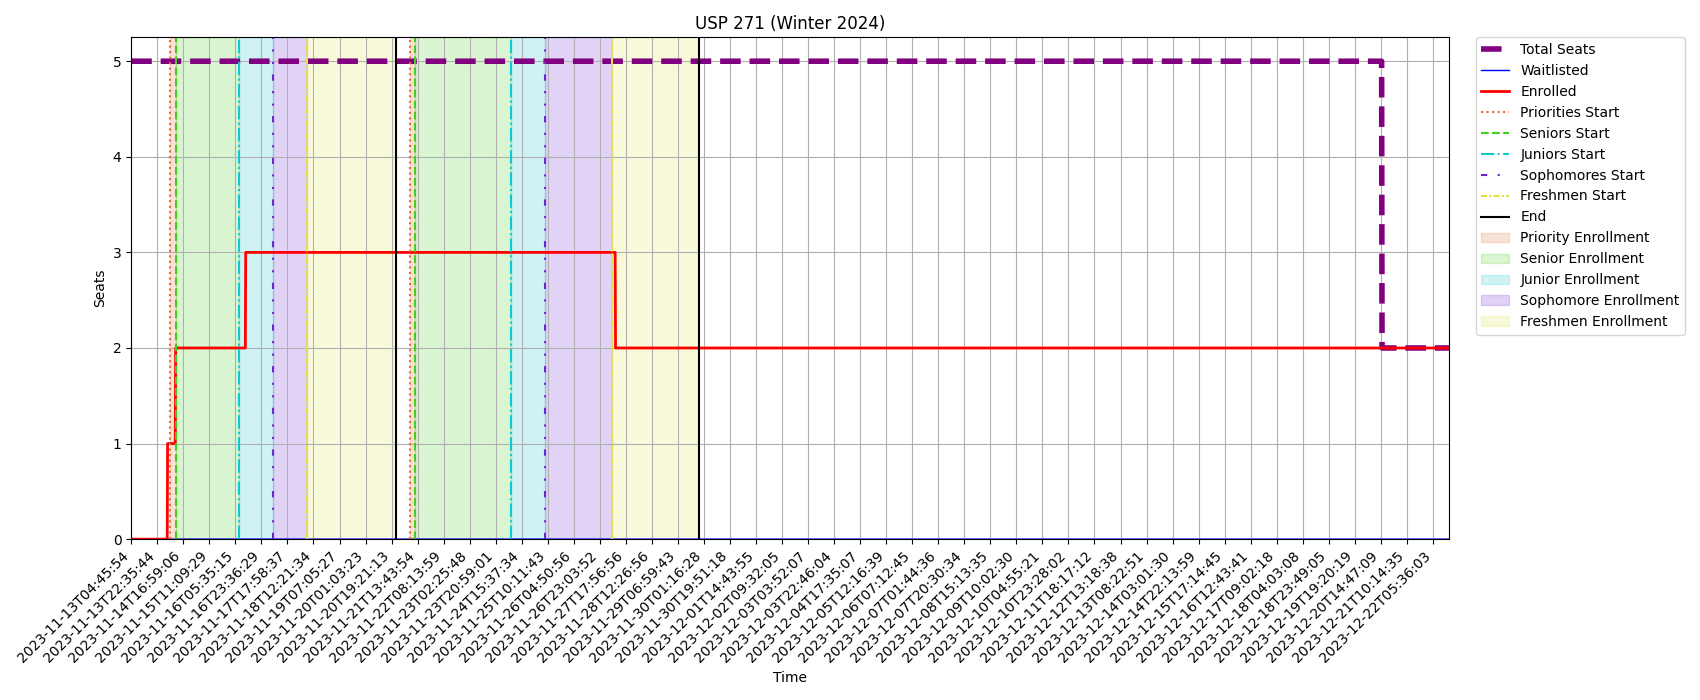 USP 271 (Winter 2024)
Seats
5
4
3
2
1
0
2023-11-13T04:45:54
2023-11-13T22:35:44
2023-11-14T16:59:06
2023-11-15T11:09:29
2023-11-16T05:35:15
2023-11-16T23:36:29
2023-11-17T17:58:37
2023-11-18T12:21:34
2023-11-19T07:05:27
2023-11-20T01:03:23
2023-11-20T19:21:13
2023-11-21T13:43:54
2023-11-22T08:13:59
2023-11-23T02:25:48
2023-11-23T20:59:01
2023-11-24T15:37:34
2023-11-25T10:11:43
2023-11-26T04:50:56
2023-11-26T23:03:52
2023-11-27T17:56:56
2023-11-28T12:26:56
2023-11-29T06:59:43
2023-11-30T01:16:28
2023-11-30T19:51:18
2023-12-01T14:43:55
2023-12-02T09:32:05
2023-12-03T03:52:07
2023-12-03T22:46:04
2023-12-04T17:35:07
2023-12-05T12:16:39
2023-12-06T07:12:45
2023-12-07T01:44:36
2023-12-07T20:30:34
2023-12-08T15:13:35
2023-12-09T10:02:30
2023-12-10T04:55:21
2023-12-10T23:28:02
2023-12-11T18:17:12
2023-12-12T13:18:38
2023-12-13T08:22:51
2023-12-14T03:01:30
2023-12-14T22:13:59
2023-12-15T17:14:45
2023-12-16T12:43:41
2023-12-17T09:02:18
2023-12-18T04:03:08
2023-12-18T23:49:05
2023-12-19T19:20:19
2023-12-20T14:47:09
2023-12-21T10:14:35
2023-12-22T05:36:03
Time
Total Seats
Waitlisted
Enrolled
Priorities Start
Seniors Start
Juniors Start
Sophomores Start
Freshmen Start
End
Priority Enrollment
Senior Enrollment
Junior Enrollment
Sophomore Enrollment
Freshmen Enrollment